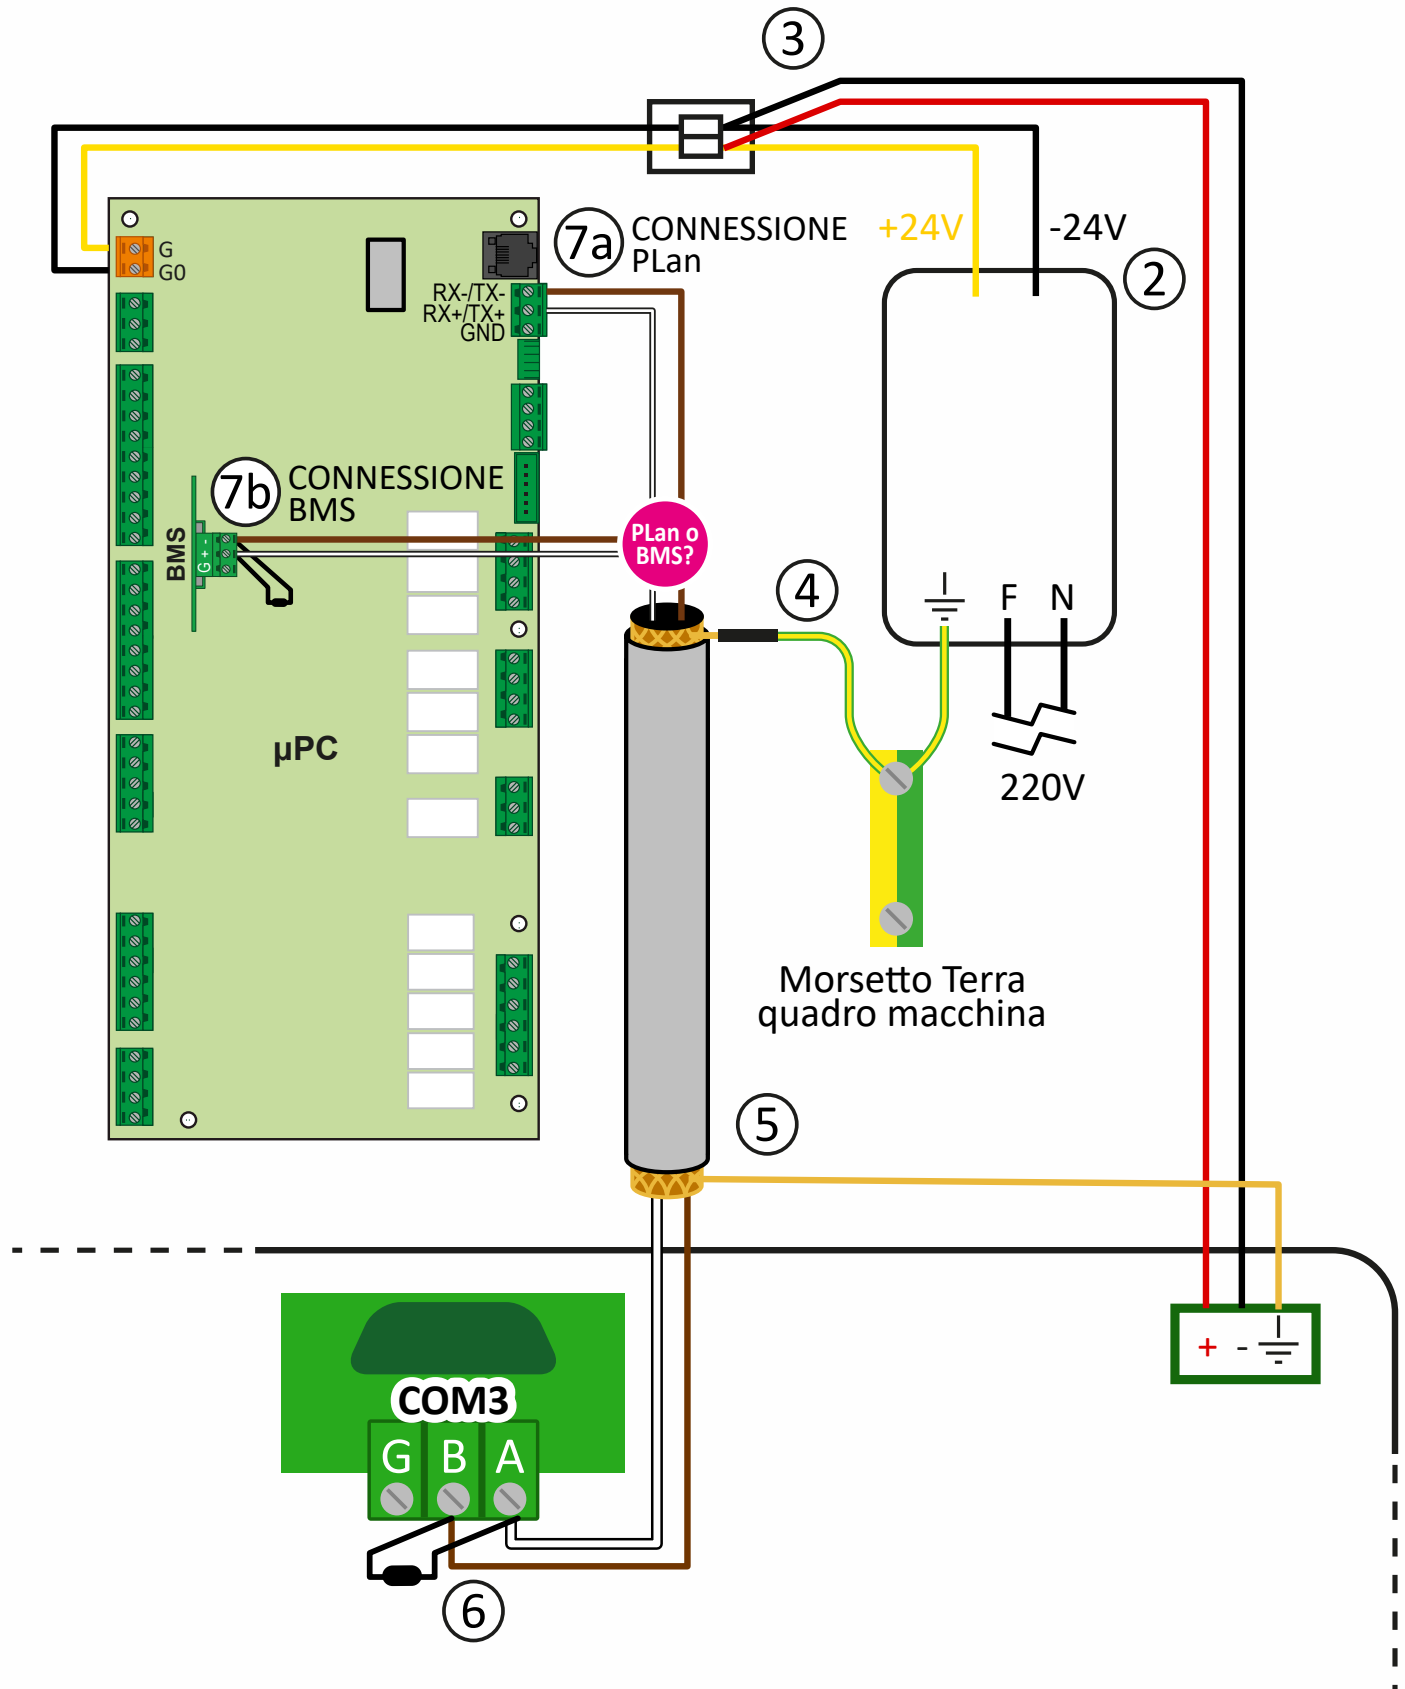 3
7a
CONNESSIONE
PLan
+24V
-24V
2
G
G0
RX-/TX-
RX+/TX+
GND
7b
CONNESSIONE
BMS
BMS
G + -
PLan o
BMS?
4
F
N
220V
µPC
Morsetto Terra
quadro macchina
5
+ -
COM3
G B A
6